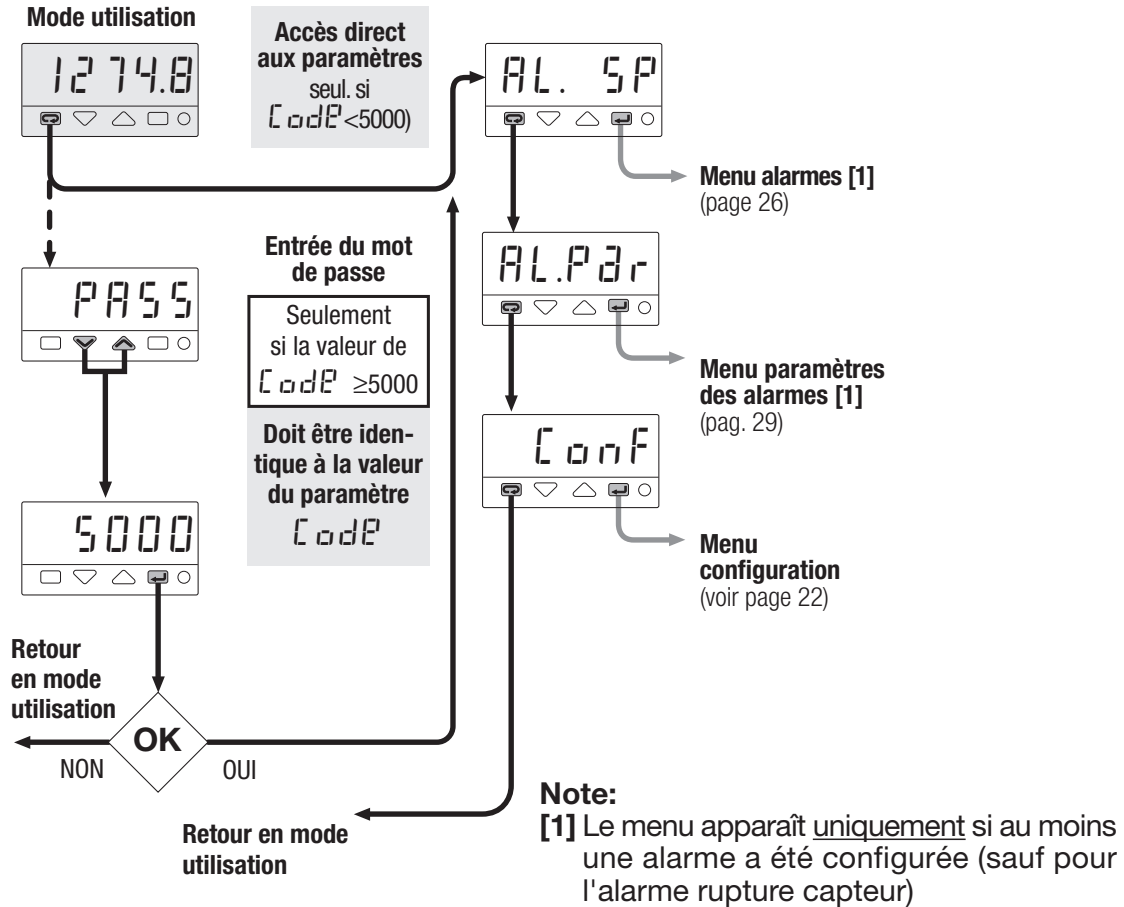 Mode utilisation
1274.8
Accès direct
aux paramètres
seul. si
Code<5000)
AL. SP
Menu alarmes [1]
(page 26)
PASS
Entrée du mot
de passe
Seulement
si la valeur de
Code ≥5000
Doit être iden-
tique à la valeur
du paramètre
Code
AL.Par
Menu paramètres
des alarmes [1]
(pag. 29)
5000
ConF
Menu
configuration
(voir page 22)
Retour
en mode
utilisation
OK
NON
OUI
Retour en mode
utilisation
Note:
[1] Le menu apparaît uniquement si au moins
une alarme a été configurée (sauf pour
l'alarme rupture capteur)